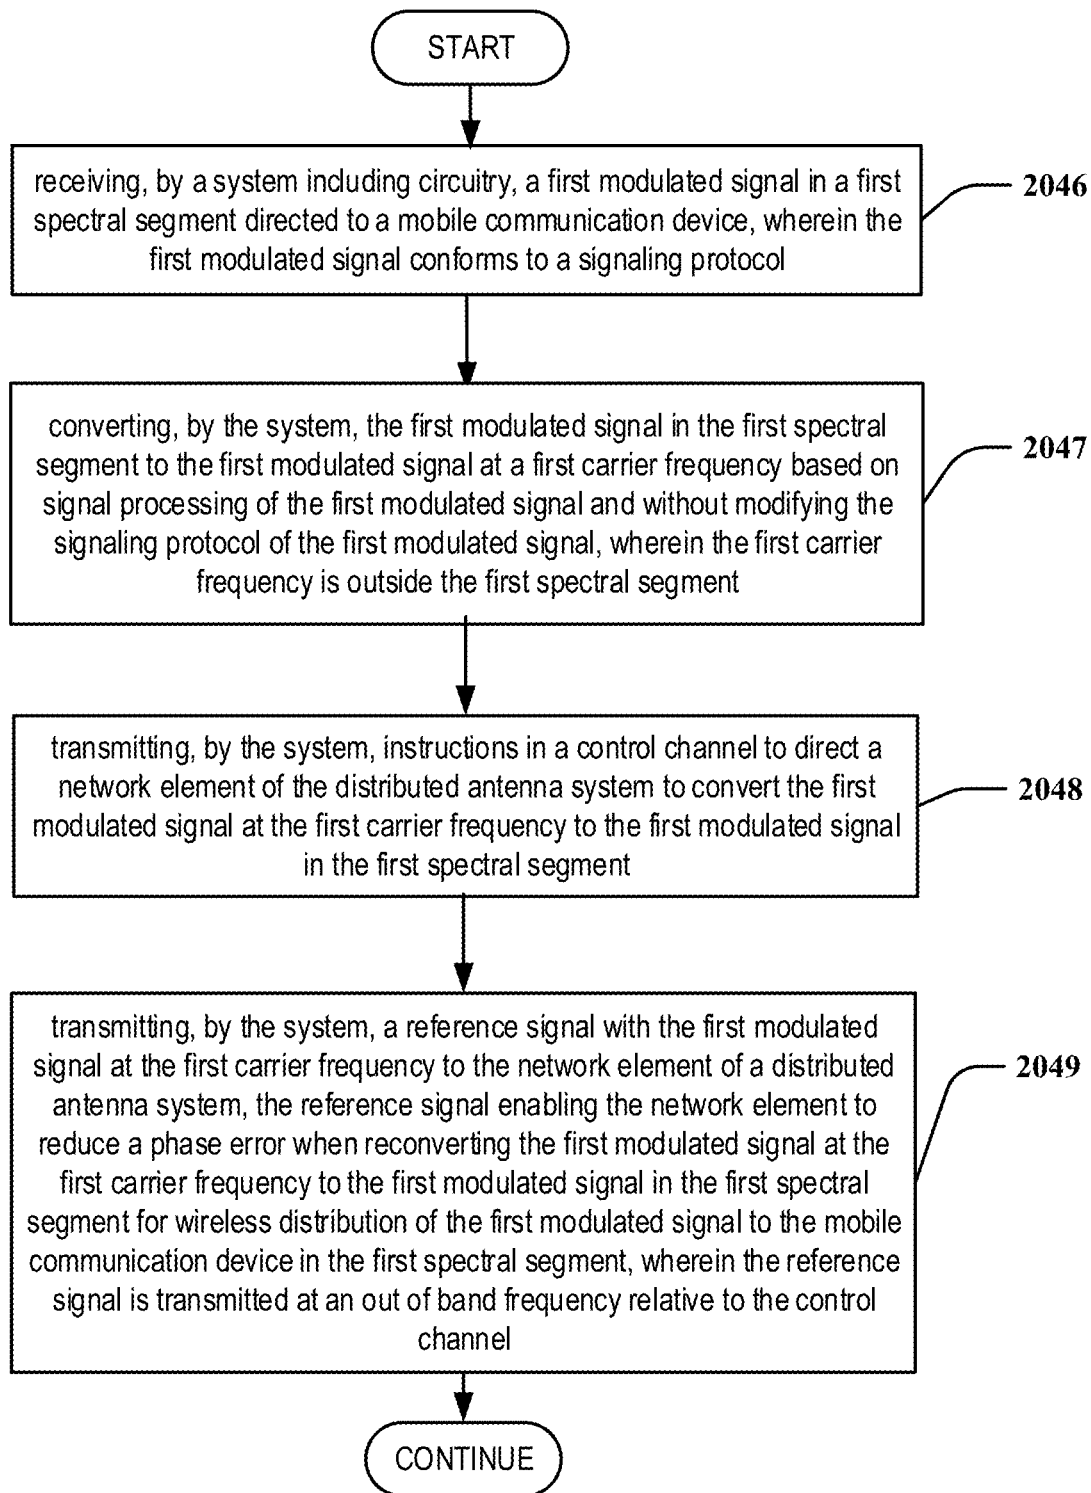 START
receiving, by a system including circuitry, a first modulated signal in a first
spectral segment directed to a mobile communication device, wherein the
first modulated signal conforms to a signaling protocol
2046
converting, by the system, the first modulated signal in the first spectral
segment to the first modulated signal at a first carrier frequency based on
signal processing of the first modulated signal and without modifying the
signaling protocol of the first modulated signal, wherein the first carrier
frequency is outside the first spectral segment
2047
transmitting, by the system, instructions in a control channel to direct a
network element of the distributed antenna system to convert the first
modulated signal at the first carrier frequency to the first modulated signal
in the first spectral segment
2048
transmitting, by the system, a reference signal with the first modulated
signal at the first carrier frequency to the network element of a distributed
antenna system, the reference signal enabling the network element to
reduce a phase error when reconverting the first modulated signal at the
first carrier frequency to the first modulated signal in the first spectral
segment for wireless distribution of the first modulated signal to the mobile
communication device in the first spectral segment, wherein the reference
signal is transmitted at an out of band frequency relative to the control
channel
2049
CONTINUE